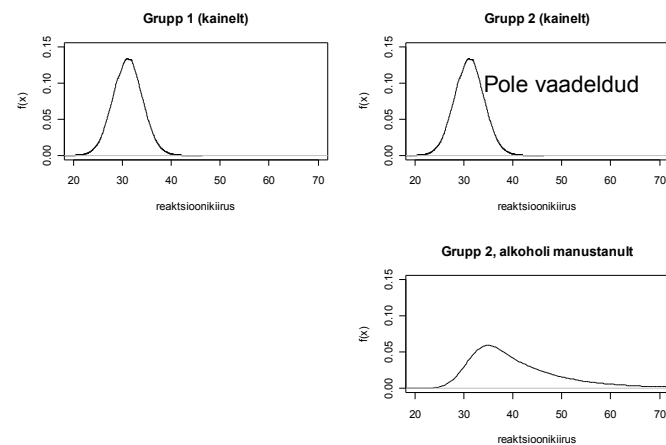 Grupp 1 (kainelt)
f(x)
0.00 0.05 0.10 0.15
20 30 40 50 60 70
reaktsioonikiirus
Grupp 2 (kainelt)
Pole vaadeldud
f(x)
0.00 0.05 0.10 0.15
20 30 40 50 60 70
reaktsioonikiirus
Grupp 2, alkoholi manustanult
f(x)
0.00 0.05 0.10 0.15
20 30 40 50 60 70
reaktsioonikiirus